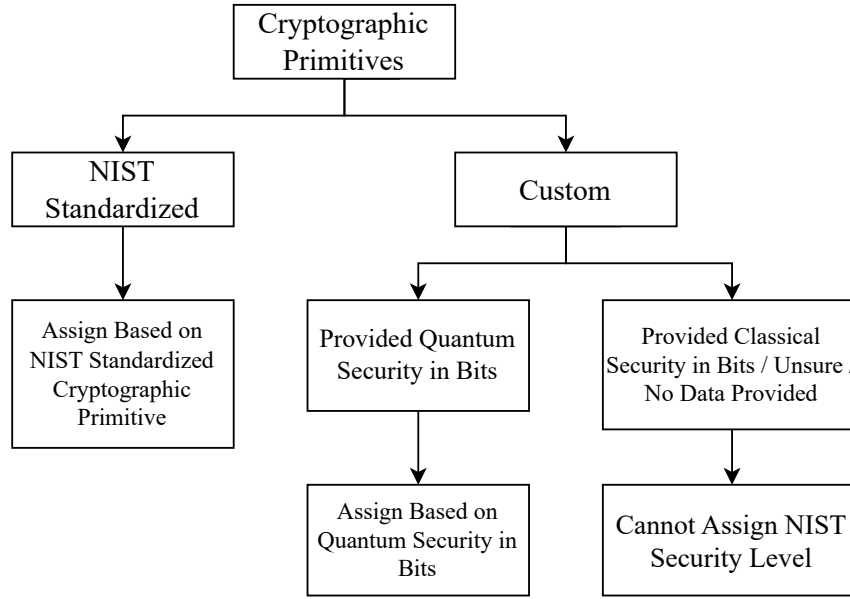 Cryptographic
Primitives
NIST
Standardized
Custom
Assign Based on
NIST Standardized
Cryptographic
Primitive
Provided Quantum
Security in Bits
Provided Classical
Security in Bits / Unsure /
No Data Provided
Assign Based on
Quantum Security in
Bits
Cannot Assign NIST
Security Level